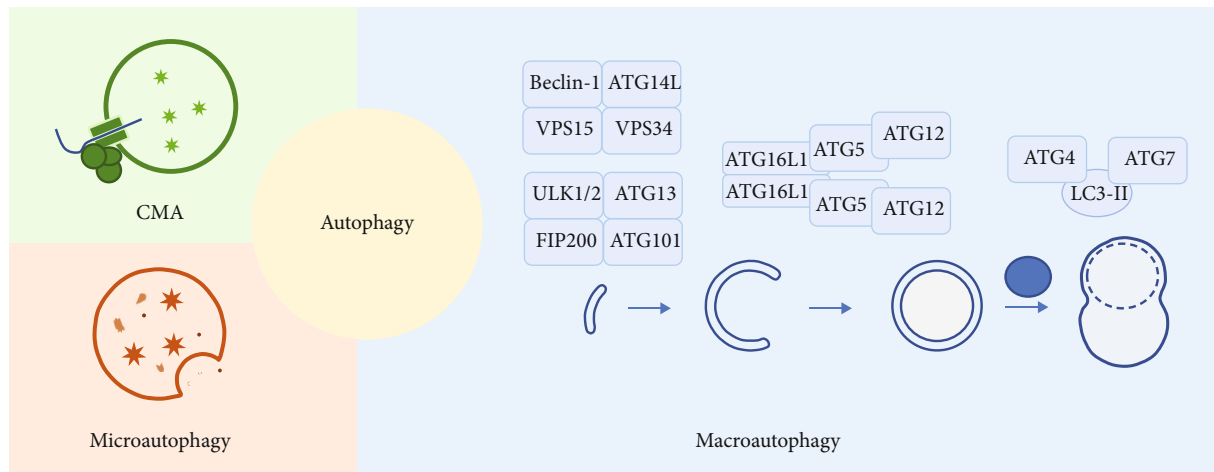 CMA
Microautophagy
Autophagy
Beclin-1 ATG14L
VPS15 VPS34
ULK1/2 ATG13
FIP200 ATG101
ATG16L1 ATG5 ATG12
ATG16L1 ATG5 ATG12
ATG4 ATG7
LC3-II
Macroautophagy